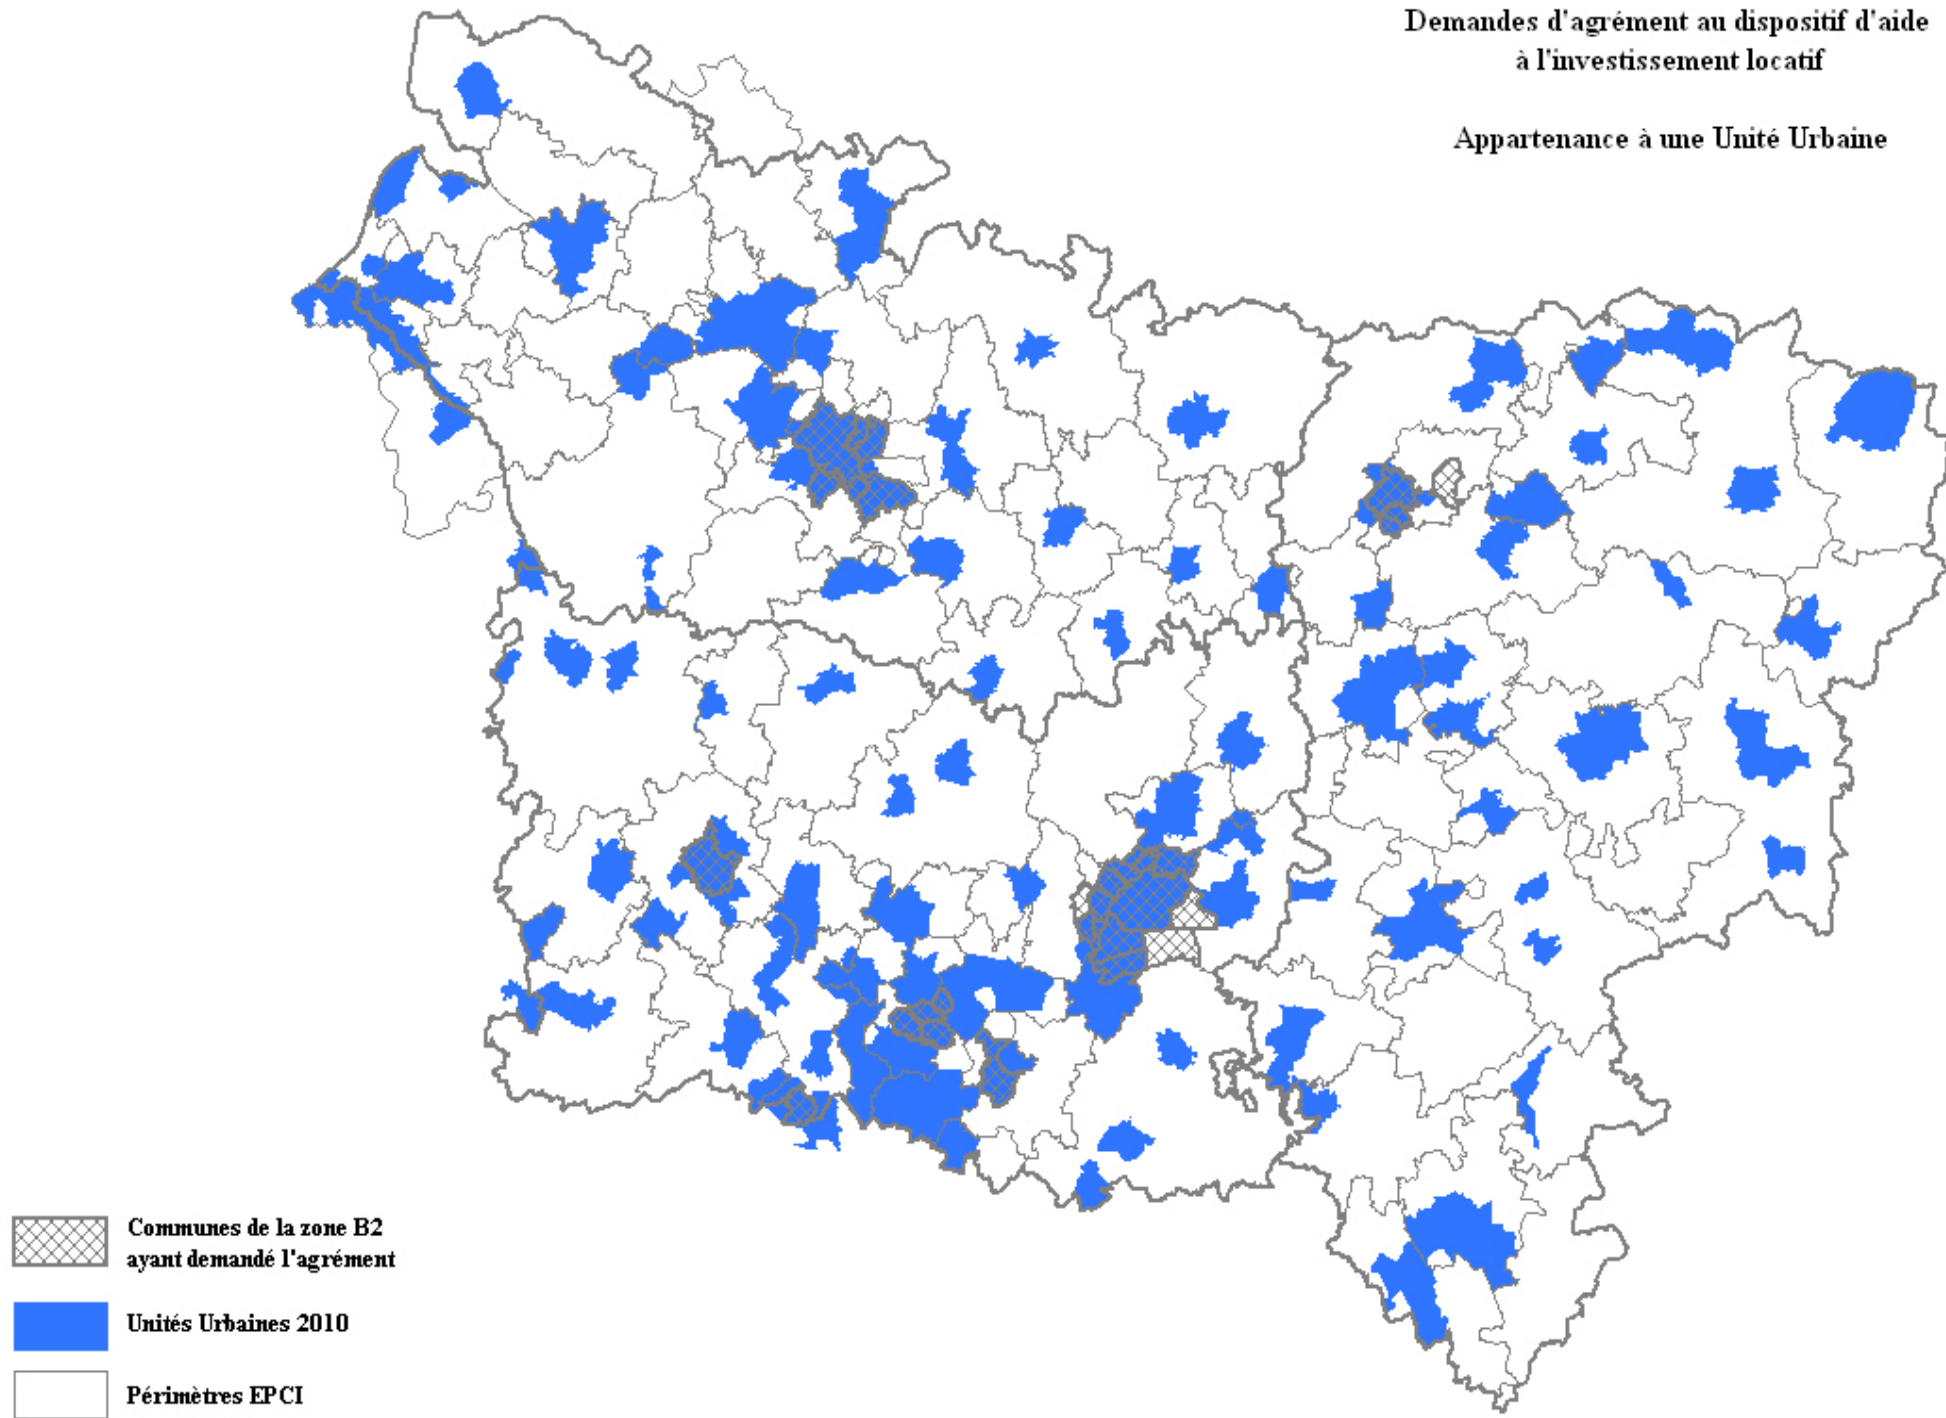 Demandes d'agrément au dispositif d'aide
à l'investissement locatif
Appartenance à une Unité Urbaine
Communes de la zone B2
ayant demandé l'agrément
Unités Urbaines 2010
Périmètres EPCI